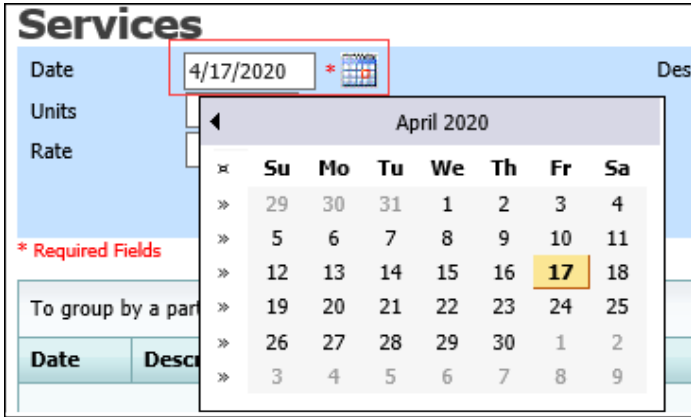 Services
Date 4/17/2020 * Des
Units
Rate
April 2020
¤ Su Mo Tu We Th Fr Sa
» 29 30 31 1 2 3 4
» 5 6 7 8 9 10 11
» 12 13 14 15 16 17 18
» 19 20 21 22 23 24 25
» 26 27 28 29 30 1 2
» 3 4 5 6 7 8 9
* Required Fields
To group by a part
Date Descr